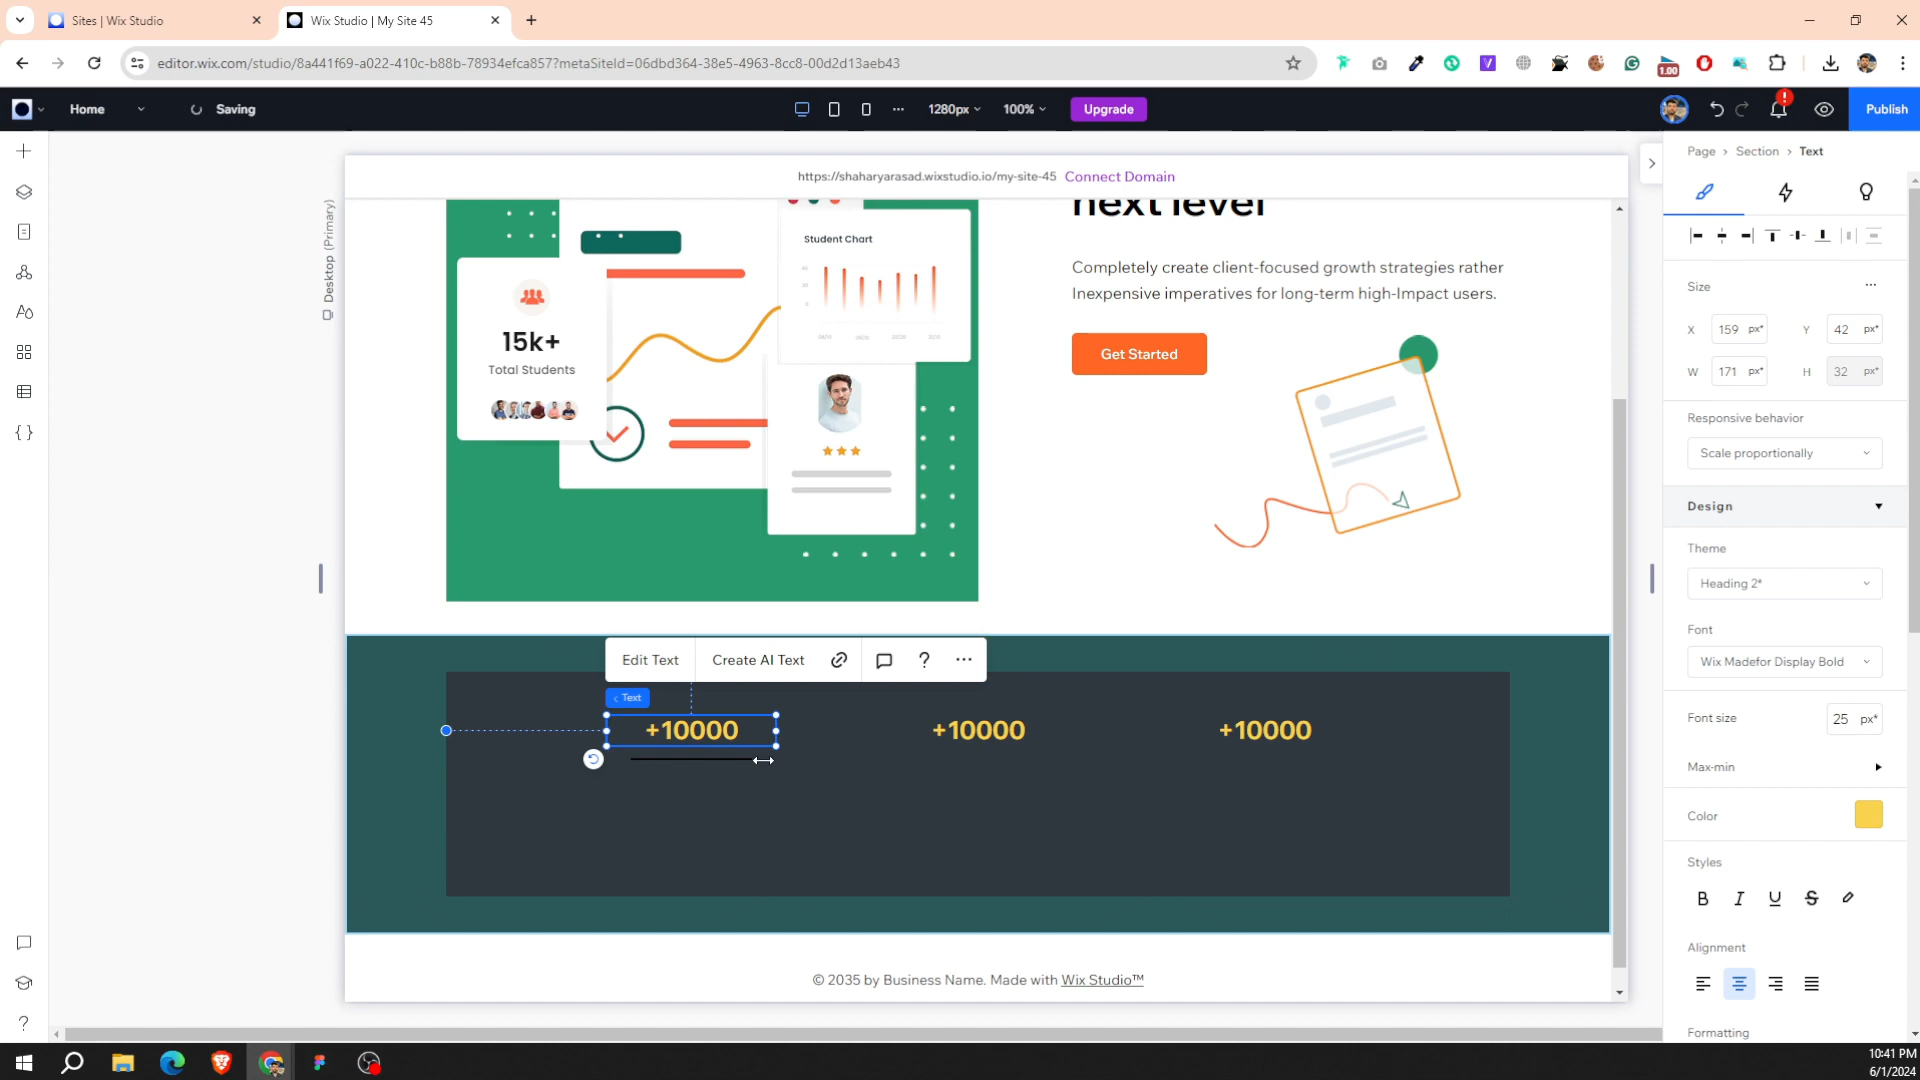 Sites | Wix Studio
Wix Studio | My Site 45
editor.wix.com/studio/8a441f69-a022-410c-b88b-78934efca857?metaSiteId=06dbd364-38e5-4963-8cc8-00d2d13aeb43
1.00
Home
Saving
1280px
100%
Upgrade
Publish
Page › Section › Text
https://shaharyarasad.wixstudio.io/my-site-45 Connect Domain
Desktop (Primary)
next level
Student Chart
15k+
Total Students
Completely create client-focused growth strategies rather
Inexpensive imperatives for long-term high-Impact users.
Get Started
Edit Text
Create AI Text
Text
+10000
+10000
+10000
© 2035 by Business Name. Made with Wix Studio™
Size
X 159 px* Y 42 px*
W 171 px* H 32 px*
Responsive behavior
Scale proportionally
Design
Theme
Heading 2*
Font
Wix Madefor Display Bold
Font size 25 px*
Max-min
Color
Styles
B I U S
Alignment
Formatting
10:41 PM
6/1/2024